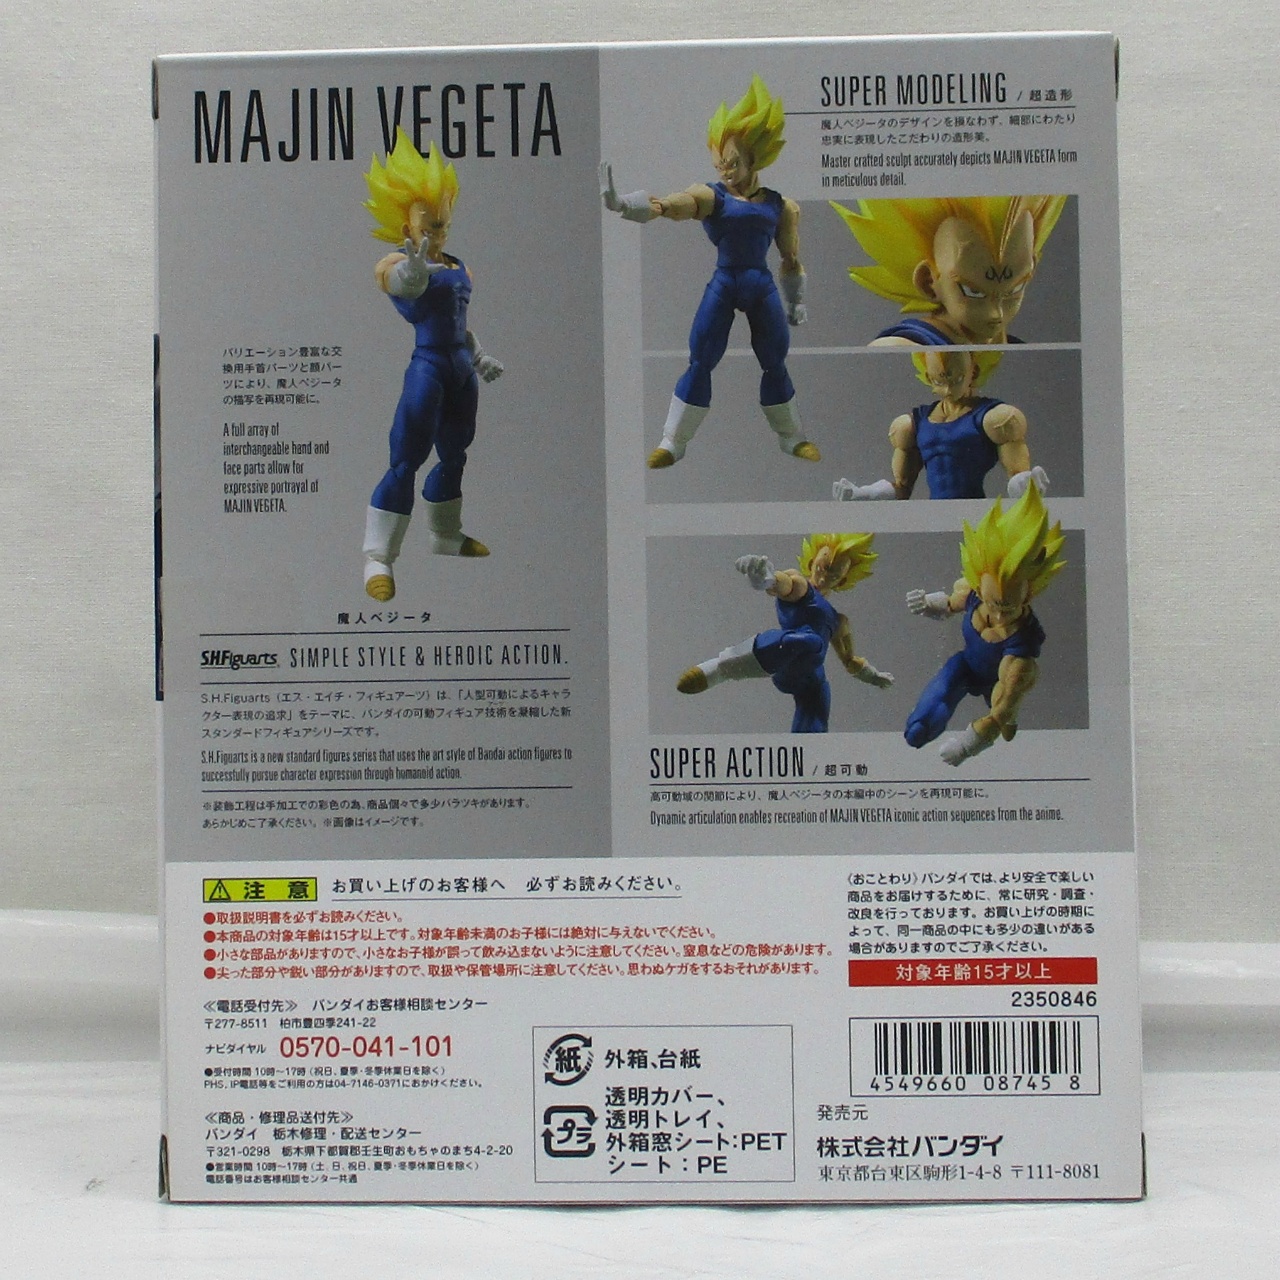 MAJIN VEGETA
バリエーション豊富な交
換用手首パーツと顔パー
ツにより、魔人ベジータ
の描写を再現可能に。
A full array of
interchangeable hand and
face parts allow for
expressive portrayal of
MAJIN VEGETA.
魔人ベジータ
S.H.Figuarts SIMPLE STYLE & HEROIC ACTION.
S.H.Figuarts（エス・エイチ・フィギュアーツ）は、「人型可動によるキャラ
クター表現の追求」をテーマに、バンダイの可動フィギュア技術を凝縮した新
スタンダードフィギュアシリーズです。
S.H.Figuarts is a new standard figures series that uses the art style of Bandai action figures to
successfully pursue character expression through humanoid action.
※装飾工程は手加工での彩色の為、商品個々で多少バラツキがあります。
あらかじめご了承ください。※画像はイメージです。
SUPER MODELING / 超造形
魔人ベジータのデザインを損なわず、細部にわたり
忠実に表現したこだわりの造形美。
Master crafted sculpt accurately depicts MAJIN VEGETA form
in meticulous detail.
SUPER ACTION / 超可動
高可動域の関節により、魔人ベジータの本編中のシーンを再現可能に。
Dynamic articulation enables recreation of MAJIN VEGETA iconic action sequences from the anime.
注意 お買い上げのお客様へ 必ずお読みください。
●取扱説明書を必ずお読みください。
●本商品の対象年齢は15才以上です。対象年齢未満のお子様には絶対に与えないでください。
●小さな部品がありますので、小さなお子様が誤って飲み込まないように注意してください。窒息などの危険があります。
●尖った部分や鋭い部分がありますので、取扱や保管場所に注意してください。思わぬケガをするおそれがあります。
≪電話受付先≫ バンダイお客様相談センター
〒277-8511 柏市豊四季241-22
ナビダイヤル 0570-041-101
●受付時間 10時～17時 (祝日、夏季・冬季休業日を除く)
PHS、IP電話等をご利用の方は04-7146-0371におかけください。
≪商品・修理品送付先≫
バンダイ 栃木修理・配送センター
〒321-0298 栃木県下都賀郡壬生町おもちゃのまち4-2-20
●営業時間 10時～17時 (土、日、祝日、夏季・冬季休業日を除く)
電話番号はお客様相談センター共通
紙 外箱、台紙
プラ 透明カバー、
透明トレイ、
外箱窓シート:PET
シート:PE
〈おことわり〉バンダイでは、より安全で楽しい
商品をお届けするために、常に研究・調査・
改良を行っております。お買い上げの時期に
よって、同一商品の中にも多少の違いがある
場合がありますのでご了承ください。
対象年齢15才以上
2350846
4549660 08745 8
発売元
株式会社バンダイ
東京都台東区駒形1-4-8 〒111-8081